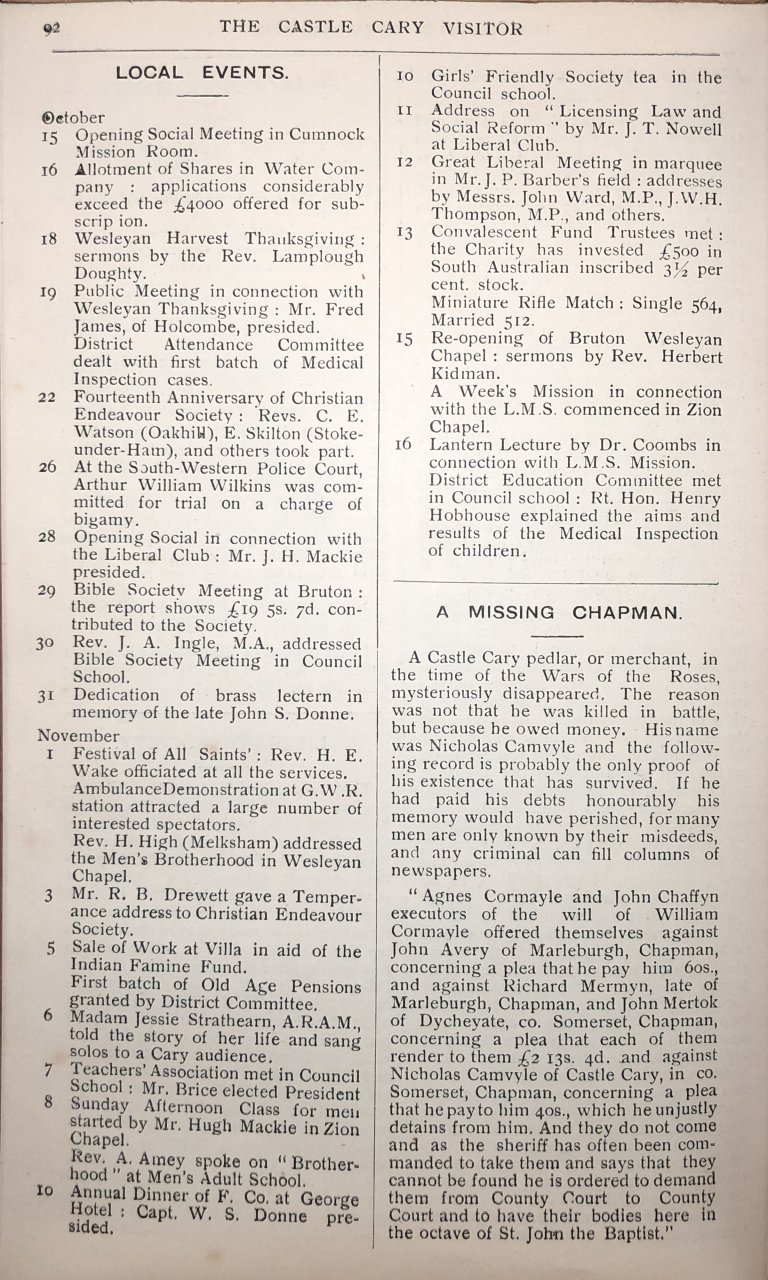 92
THE CASTLE CARY VISITOR
LOCAL EVENTS.
October
15 Opening Social Meeting in Cumnock
Mission Room.
16 Allotment of Shares in Water Com-
pany : applications considerably
exceed the £4000 offered for sub-
scrip ion.
18 Wesleyan Harvest Thanksgiving :
sermons by the Rev. Lamplough
Doughty.
19 Public Meeting in connection with
Wesleyan Thanksgiving : Mr. Fred
James, of Holcombe, presided.
District Attendance Committee
dealt with first batch of Medical
Inspection cases.
22 Fourteenth Anniversary of Christian
Endeavour Society : Revs. C. E.
Watson (Oakhill), E. Skilton (Stoke-
under-Ham), and others took part.
26 At the South-Western Police Court,
Arthur William Wilkins was com-
mitted for trial on a charge of
bigamy.
28 Opening Social in connection with
the Liberal Club : Mr. J. H. Mackie
presided.
29 Bible Society Meeting at Bruton :
the report shows £19 5s. 7d. con-
tributed to the Society.
30 Rev. J. A. Ingle, M.A., addressed
Bible Society Meeting in Council
School.
31 Dedication of brass lectern in
memory of the late John S. Donne.
November
1 Festival of All Saints' : Rev. H. E.
Wake officiated at all the services.
Ambulance Demonstration at G.W.R.
station attracted a large number of
interested spectators.
Rev. H. High (Melksham) addressed
the Men's Brotherhood in Wesleyan
Chapel.
3 Mr. R. B. Drewett gave a Temper-
ance address to Christian Endeavour
Society.
5 Sale of Work at Villa in aid of the
Indian Famine Fund.
First batch of Old Age Pensions
granted by District Committee.
6 Madam Jessie Strathearn, A.R.A.M.,
told the story of her life and sang
solos to a Cary audience.
7 Teachers' Association met in Council
School : Mr. Brice elected President
8 Sunday Afternoon Class for men
started by Mr. Hugh Mackie in Zion
Chapel.
Rev. A. Amey spoke on "Brother-
hood" at Men's Adult School.
10 Annual Dinner of F. Co. at George
Hotel : Capt. W. S. Donne pre-
sided.
10 Girls' Friendly Society tea in the
Council school.
11 Address on "Licensing Law and
Social Reform" by Mr. J. T. Nowell
at Liberal Club.
12 Great Liberal Meeting in marquee
in Mr. J. P. Barber's field : addresses
by Messrs. John Ward, M.P., J.W.H.
Thompson, M.P., and others.
13 Convalescent Fund Trustees met :
the Charity has invested £500 in
South Australian inscribed 3½ per
cent. stock.
Miniature Rifle Match : Single 564,
Married 512.
15 Re-opening of Bruton Wesleyan
Chapel : sermons by Rev. Herbert
Kidman.
A Week's Mission in connection
with the L.M.S. commenced in Zion
Chapel.
16 Lantern Lecture by Dr. Coombs in
connection with L.M.S. Mission.
District Education Committee met
in Council school : Rt. Hon. Henry
Hobhouse explained the aims and
results of the Medical Inspection
of children.
A MISSING CHAPMAN.
A Castle Cary pedlar, or merchant, in
the time of the Wars of the Roses,
mysteriously disappeared. The reason
was not that he was killed in battle,
but because he owed money. His name
was Nicholas Camvyle and the follow-
ing record is probably the only proof of
his existence that has survived. If he
had paid his debts honourably his
memory would have perished, for many
men are only known by their misdeeds,
and any criminal can fill columns of
newspapers.
"Agnes Cormayle and John Chaffyn
executors of the will of William
Cormayle offered themselves against
John Avery of Marleburgh, Chapman,
concerning a plea that he pay him 60s.,
and against Richard Mermyn, late of
Marleburgh, Chapman, and John Mertok
of Dycheyate, co. Somerset, Chapman,
concerning a plea that each of them
render to them £2 13s. 4d. and against
Nicholas Camvyle of Castle Cary, in co.
Somerset, Chapman, concerning a plea
that he pay to him 40s., which he unjustly
detains from him. And they do not come
and as the sheriff has often been com-
manded to take them and says that they
cannot be found he is ordered to demand
them from County Court to County
Court and to have their bodies here in
the octave of St. John the Baptist."